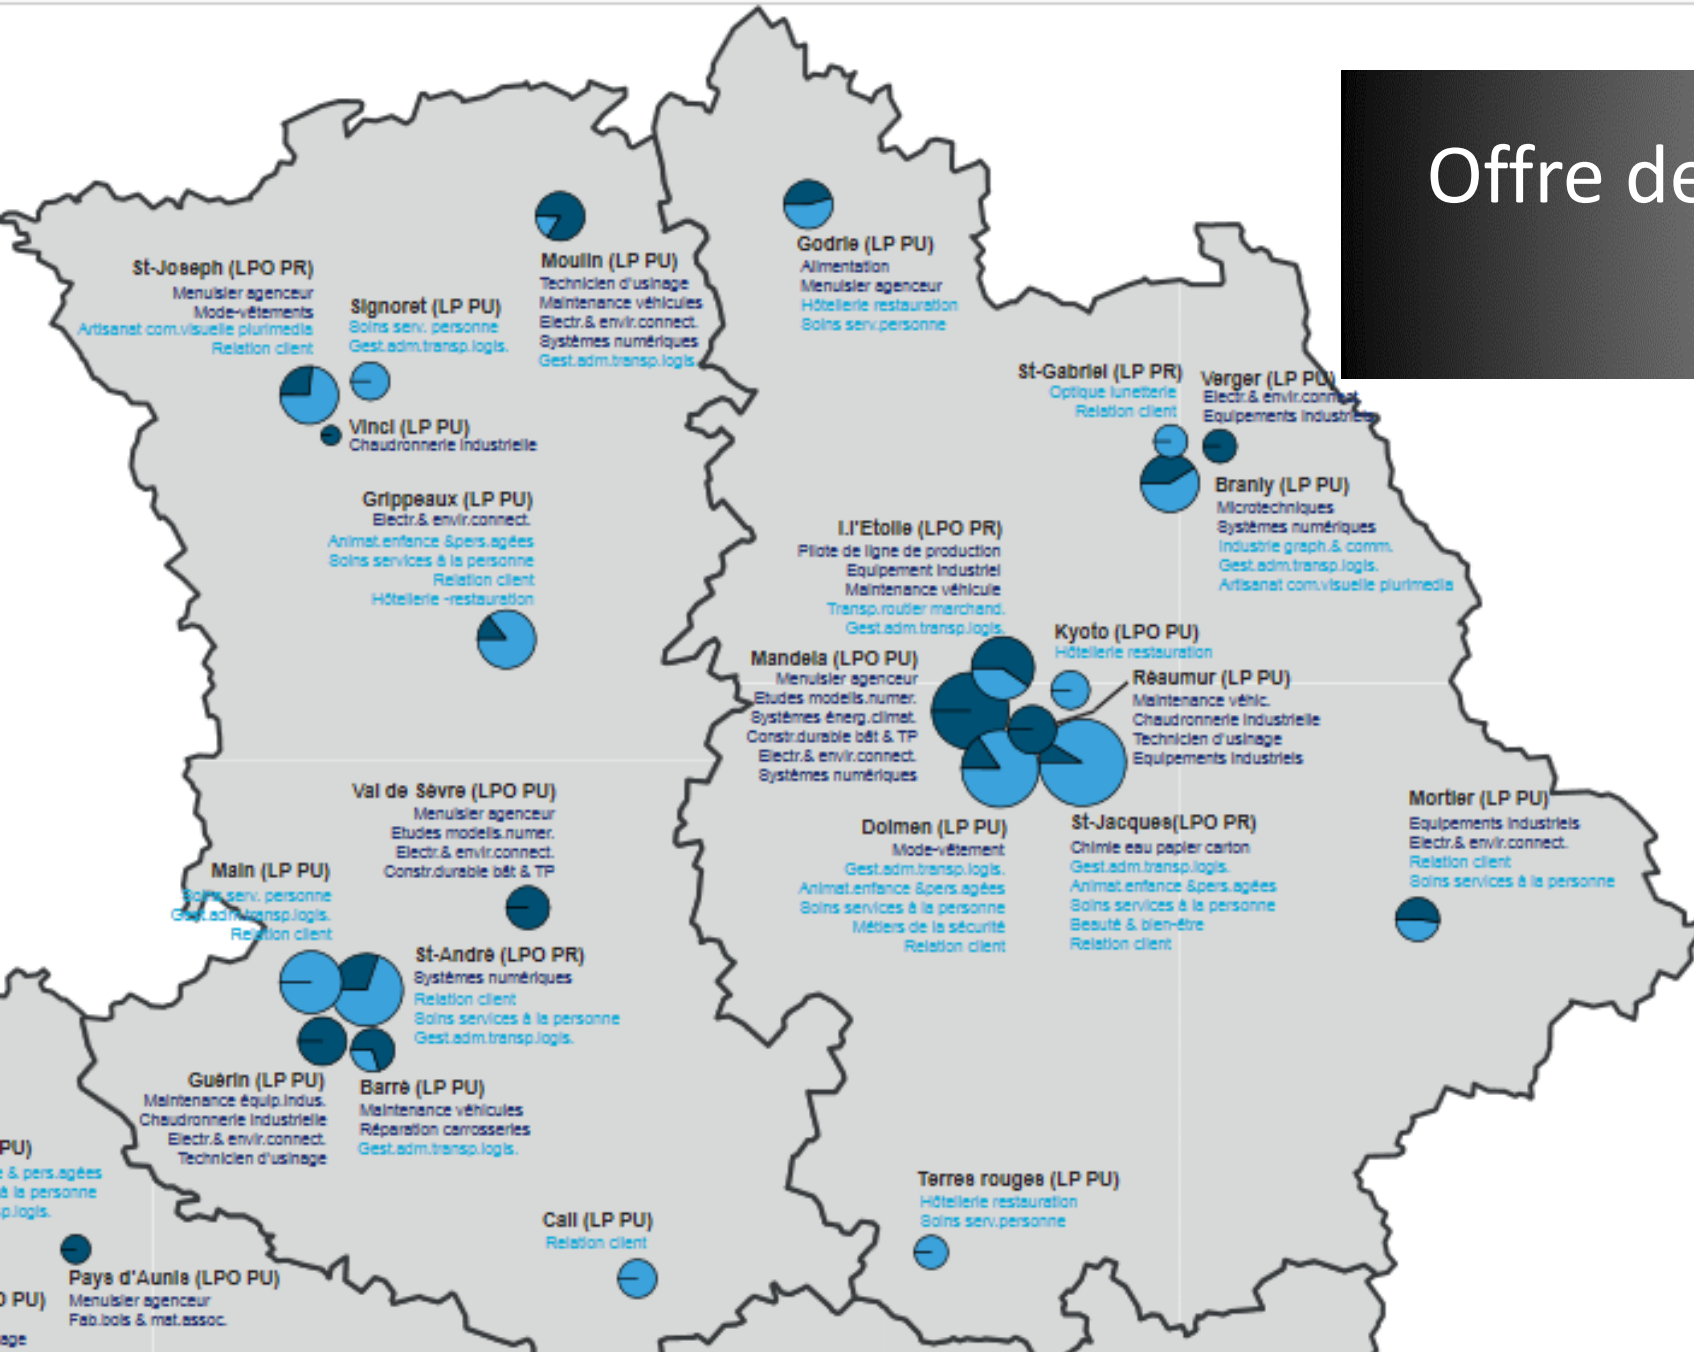 Offre de
St-Joseph (LPO PR)
Menuisier agenceur
Mode-vêtements
Artisanat com.visuelle plurimedia
Relation client
Signoret (LP PU)
Soins serv. personne
Gest.adm.transp.logis.
Moulin (LP PU)
Technicien d'usinage
Maintenance véhicules
Electr.& envir.connect.
Systèmes numériques
Gest.adm.transp.logis.
Vinci (LP PU)
Chaudronnerie industrielle
Grippeaux (LP PU)
Electr.& envir.connect.
Animat.enfance &pers.agées
Soins services à la personne
Relation client
Hôtellerie -restauration
Godrie (LP PU)
Alimentation
Menuisier agenceur
Hôtellerie restauration
Soins serv.personne
St-Gabriel (LP PR)
Optique lunetterie
Relation client
Verger (LP PU)
Electr.& envir.connect.
Equipements industriels
Branly (LP PU)
Microtechniques
Systèmes numériques
Industrie graph.& comm.
Gest.adm.transp.logis.
Artisanat com.visuelle plurimedia
I.l'Etoile (LPO PR)
Pilote de ligne de production
Equipement industriel
Maintenance véhicule
Transp.routier marchand.
Gest.adm.transp.logis.
Kyoto (LPO PU)
Hôtellerie restauration
Mandela (LPO PU)
Menuisier agenceur
Etudes modelis.numer.
Systèmes énerg.climat.
Constr.durable bât & TP
Electr.& envir.connect.
Systèmes numériques
Réaumur (LP PU)
Maintenance véhic.
Chaudronnerie industrielle
Technicien d'usinage
Equipements industriels
Dolmen (LP PU)
Mode-vêtement
Gest.adm.transp.logis.
Animat.enfance &pers.agées
Soins services à la personne
Métiers de la sécurité
Relation client
St-Jacques(LPO PR)
Chimie eau papier carton
Gest.adm.transp.logis.
Animat.enfance &pers.agées
Soins services à la personne
Beauté & bien-être
Relation client
Mortier (LP PU)
Equipements industriels
Electr.& envir.connect.
Relation client
Soins services à la personne
Val de Sèvre (LPO PU)
Menuisier agenceur
Etudes modelis.numer.
Electr.& envir.connect.
Constr.durable bât & TP
Main (LP PU)
Soins serv. personne
Gest.adm.transp.logis.
Relation client
St-André (LPO PR)
Systèmes numériques
Relation client
Soins services à la personne
Gest.adm.transp.logis.
Guérin (LP PU)
Maintenance équip.indus.
Chaudronnerie industrielle
Electr.& envir.connect.
Technicien d'usinage
Barré (LP PU)
Maintenance véhicules
Réparation carrosseries
Gest.adm.transp.logis.
PU)
e & pers.agées
à la personne
sp.logis.
Pays d'Aunis (LPO PU)
Menuisier agenceur
Fab.bois & mat.assoc.
O PU)
age
Call (LP PU)
Relation client
Terres rouges (LP PU)
Hôtellerie restauration
Soins serv.personne